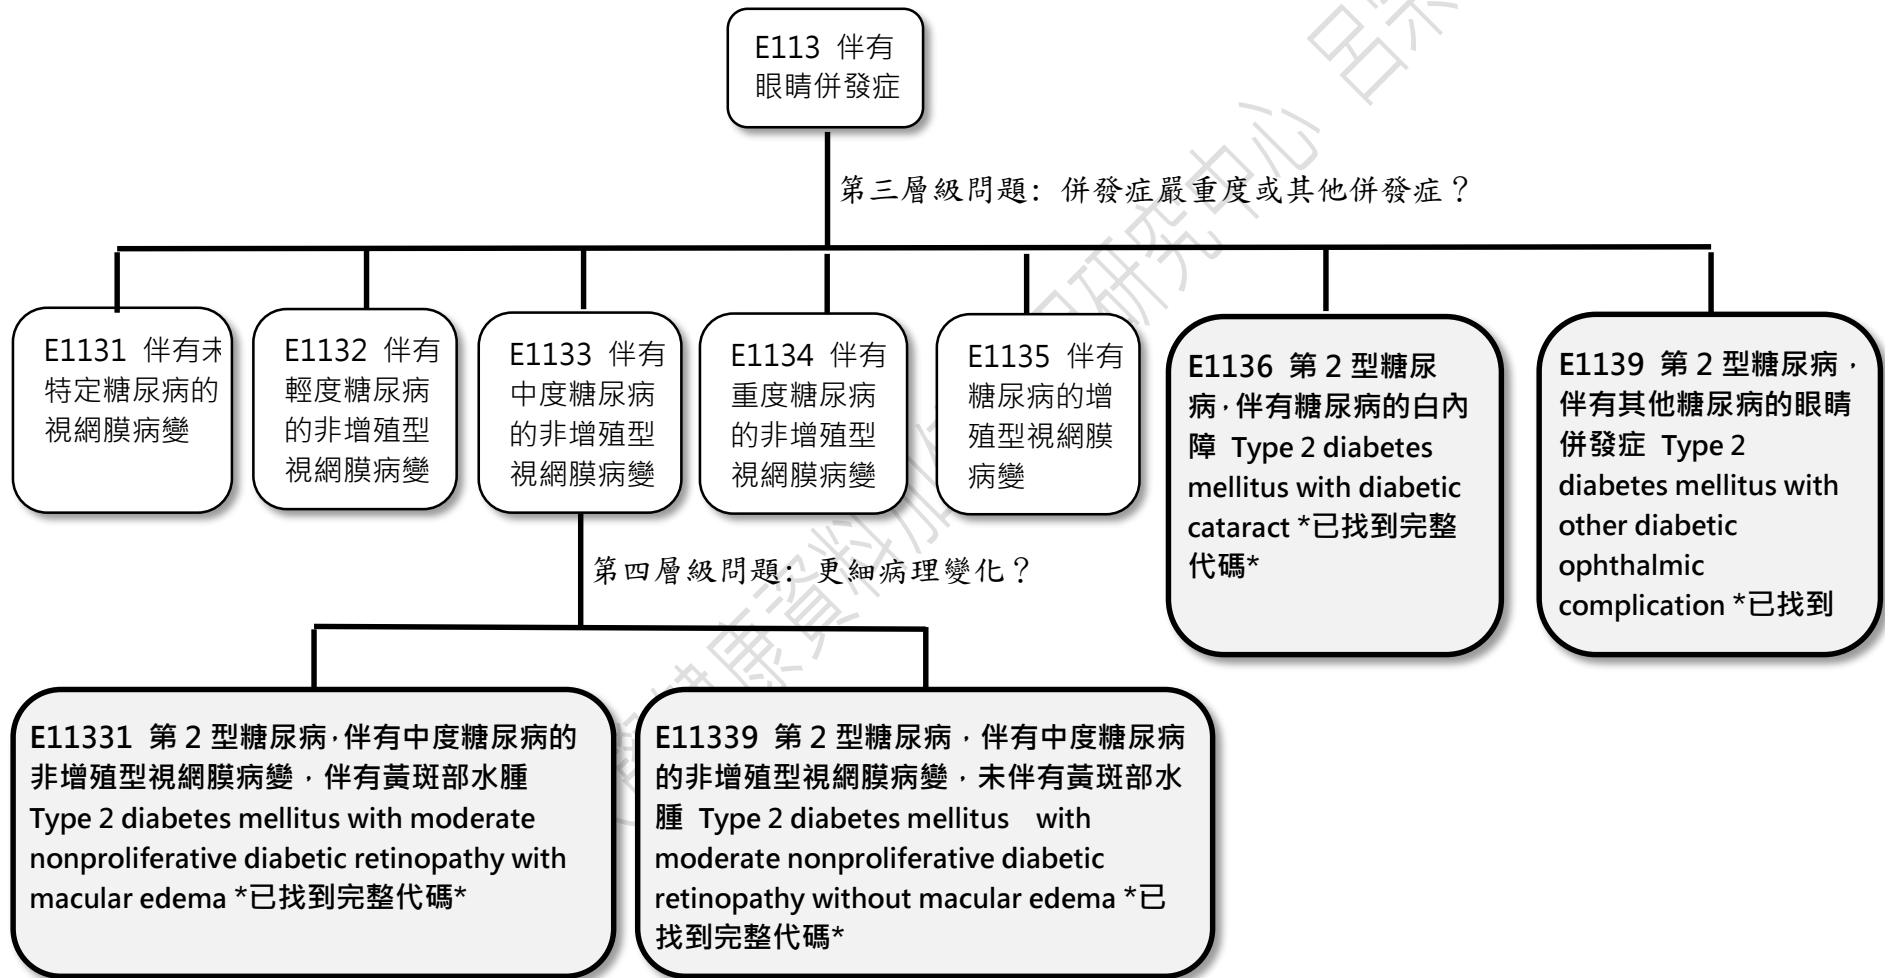 E113 伴有
眼睛併發症
第三層級問題: 併發症嚴重度或其他併發症？
E1131 伴有未
特定糖尿病的
視網膜病變
E1132 伴有
輕度糖尿病
的非增殖型
視網膜病變
E1133 伴有
中度糖尿病
的非增殖型
視網膜病變
E1134 伴有
重度糖尿病
的非增殖型
視網膜病變
E1135 伴有
糖尿病的增
殖型視網膜
病變
E1136 第 2 型糖尿
病，伴有糖尿病的白內
障 Type 2 diabetes
mellitus with diabetic
cataract *已找到完整
代碼*
E1139 第 2 型糖尿病，
伴有其他糖尿病的眼睛
併發症 Type 2
diabetes mellitus with
other diabetic
ophthalmic
complication *已找到
第四層級問題: 更細病理變化？
E11331 第 2 型糖尿病，伴有中度糖尿病的
非增殖型視網膜病變，伴有黃斑部水腫
Type 2 diabetes mellitus with moderate
nonproliferative diabetic retinopathy with
macular edema *已找到完整代碼*
E11339 第 2 型糖尿病，伴有中度糖尿病
的非增殖型視網膜病變，未伴有黃斑部水
腫 Type 2 diabetes mellitus with
moderate nonproliferative diabetic
retinopathy without macular edema *已
找到完整代碼*
健康資料加 研究中心 呂